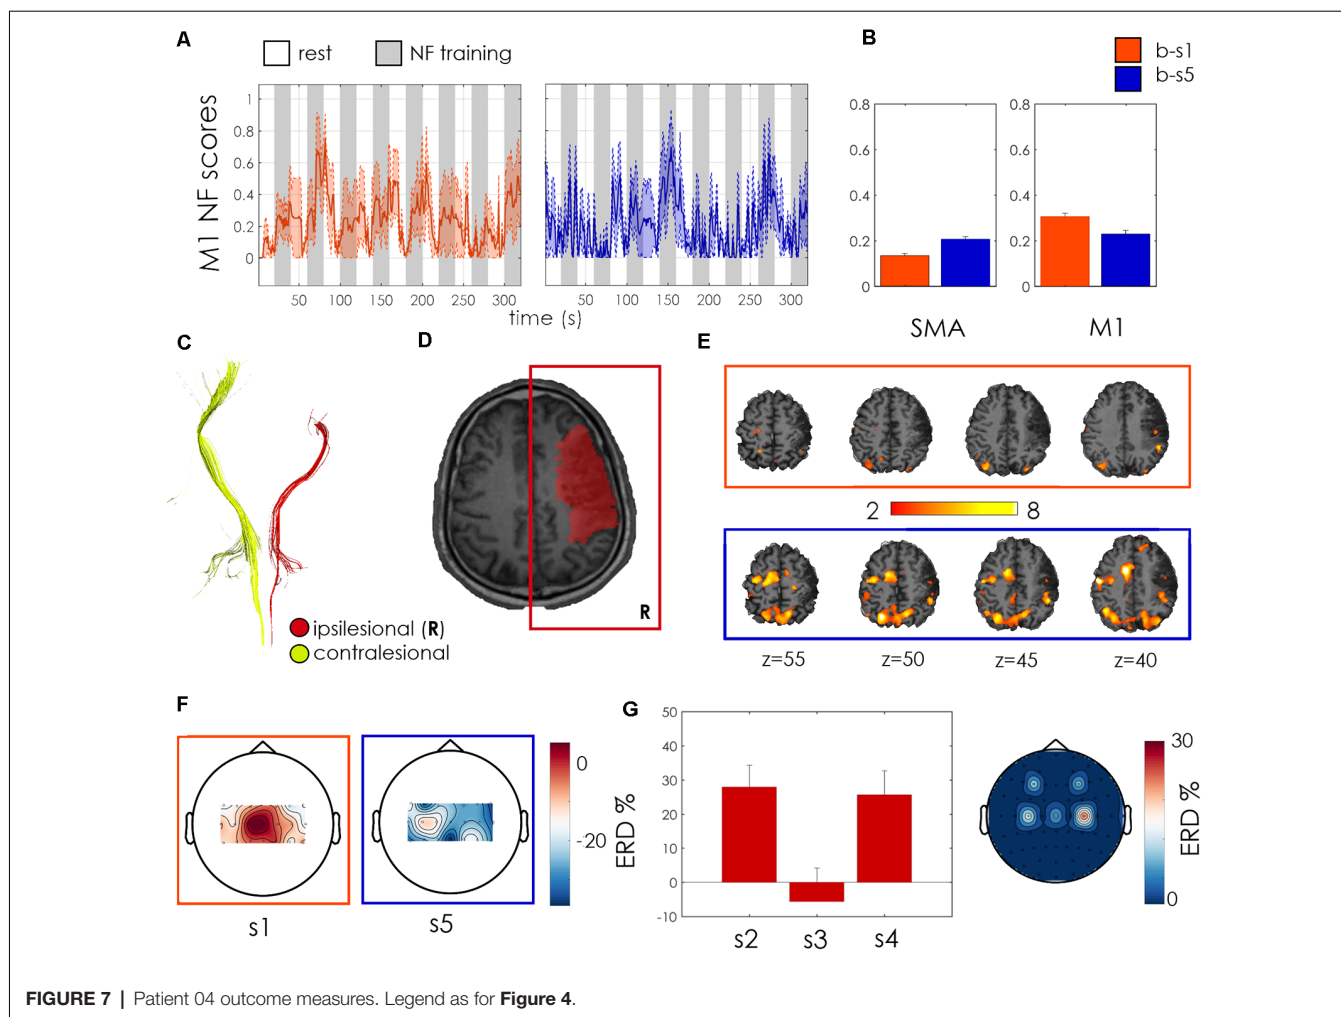 A
rest
NF training
M1 NF scores
1
0.8
0.6
0.4
0.2
0
50 100 150 200 250 300
50 100 150 200 250 300
time (s)
B
b-s1
b-s5
0.8
0.6
0.4
0.2
0
0.8
0.6
0.4
0.2
0
SMA
M1
C
ipsilesional (R)
contralesional
D
R
E
2
8
z=55
z=50
z=45
z=40
F
s1
s5
0
-20
ERD %
G
50
40
30
20
10
0
-10
s2
s3
s4
30
0
ERD %
FIGURE 7 | Patient 04 outcome measures. Legend as for Figure 4.